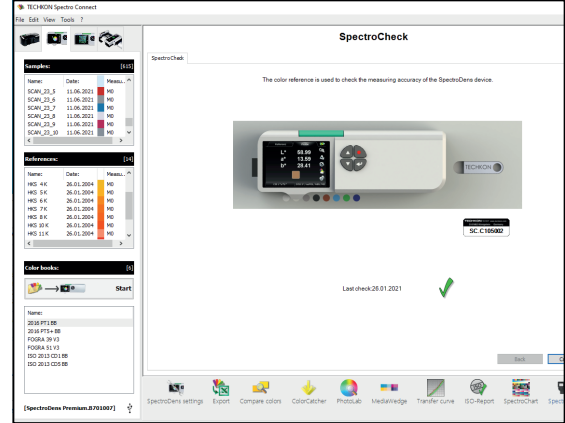 TECHKON Spectro Connect
File Edit View Tools ?
SpectroCheck
SpectroCheck
The color reference is used to check the measuring accuracy of the SpectroDens device.
Samples: [615]
Name: Date: Measu..
SCAN_23_5 11.06.2021 M0
SCAN_23_6 11.06.2021 M0
SCAN_23_7 11.06.2021 M0
SCAN_23_8 11.06.2021 M0
SCAN_23_9 11.06.2021 M0
SCAN_23_10 11.06.2021 M0
References: [14]
Name: Date: Measu..
HKS 4 K 26.01.2004 M0
HKS 5 K 26.01.2004 M0
HKS 6 K 26.01.2004 M0
HKS 7 K 26.01.2004 M0
HKS 8 K 26.01.2004 M0
HKS 10 K 26.01.2004 M0
HKS 11 K 26.01.2004 M0
L* 58.99
a* 13.59
b* 28.41
TECHKON
SC.C105002
Color books: [6]
Start
Name:
2016 PT1 BB
2016 PT5+ BB
FOGRA 39 V3
FOGRA 51 V3
ISO 2013 CD1 BB
ISO 2013 CD5 BB
Last check:26.01.2021
Back
[SpectroDens Premium.B701007]
SpectroDens settings Export Compare colors ColorCatcher PhotoLab MediaWedge Transfer curve ISO-Report SpectroChart